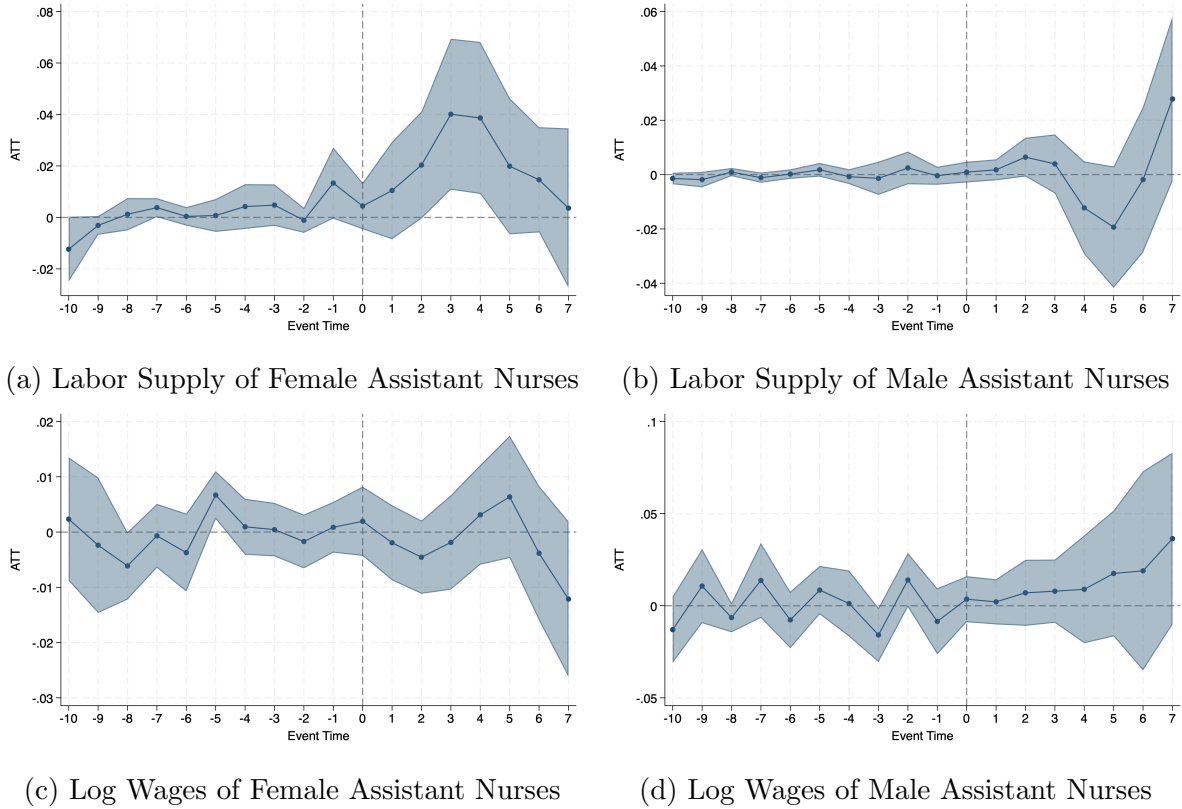 .08
.06
.04
.02
0
-.02
ATT
-10 -9 -8 -7 -6 -5 -4 -3 -2 -1 0 1 2 3 4 5 6 7
Event Time
(a) Labor Supply of Female Assistant Nurses
.06
.04
.02
0
-.02
-.04
ATT
-10 -9 -8 -7 -6 -5 -4 -3 -2 -1 0 1 2 3 4 5 6 7
Event Time
(b) Labor Supply of Male Assistant Nurses
.02
.01
0
-.01
-.02
-.03
ATT
-10 -9 -8 -7 -6 -5 -4 -3 -2 -1 0 1 2 3 4 5 6 7
Event Time
(c) Log Wages of Female Assistant Nurses
.1
.05
0
-.05
ATT
-10 -9 -8 -7 -6 -5 -4 -3 -2 -1 0 1 2 3 4 5 6 7
Event Time
(d) Log Wages of Male Assistant Nurses